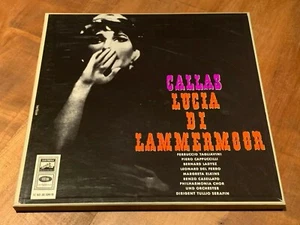 CALLAS
LUCIA
DI
LAMMERMOOR
FERRUCCIO TAGLIAVINI
PIERO CAPPUCCILLI
BERNARD LADYSZ
LEONARD DEL FERRO
MARGRETA ELKINS
RENZO CASELLATO
PHILHARMONIA CHOR
UND ORCHESTER
DIRIGENT TULLIO SERAFIN